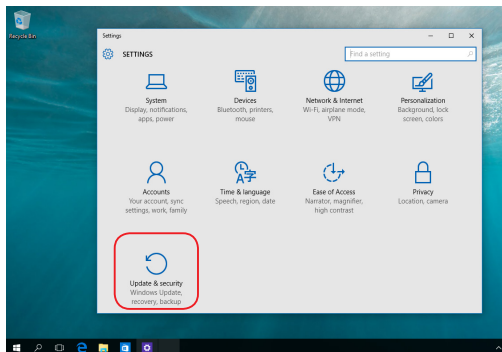 Recycle Bin
Settings
SETTINGS
Find a setting
System
Display, notifications,
apps, power
Devices
Bluetooth, printers,
mouse
Network & Internet
Wi-Fi, airplane mode,
VPN
Personalization
Background, lock
screen, colors
Accounts
Your account, sync
settings, work, family
Time & language
Speech, region, date
Ease of Access
Narrator, magnifier,
high contrast
Privacy
Location, camera
Update & security
Windows Update,
recovery, backup